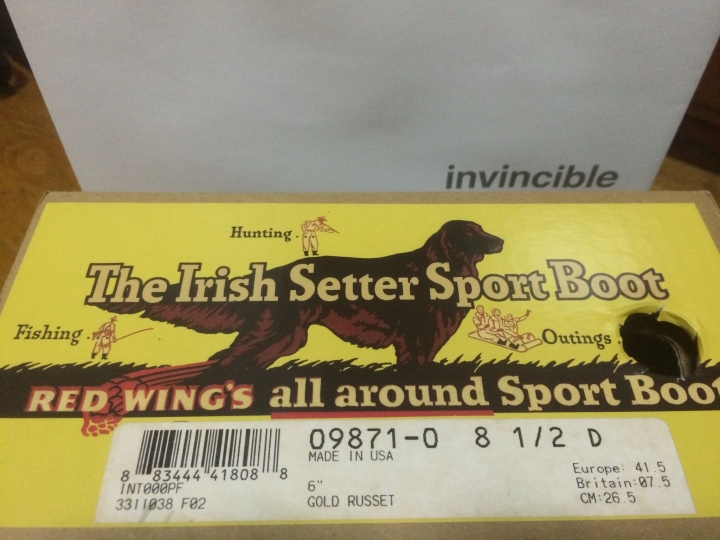 invincible
Hunting
The Irish Setter Sport Boot
Fishing
Outings
RED WING'S all around Sport Boot
8 83444 41808 8
INT000PF
3311038 F02
09871-0 8 1/2 D
MADE IN USA
6"
GOLD RUSSET
Europe: 41.5
Britain:07.5
CM:26.5